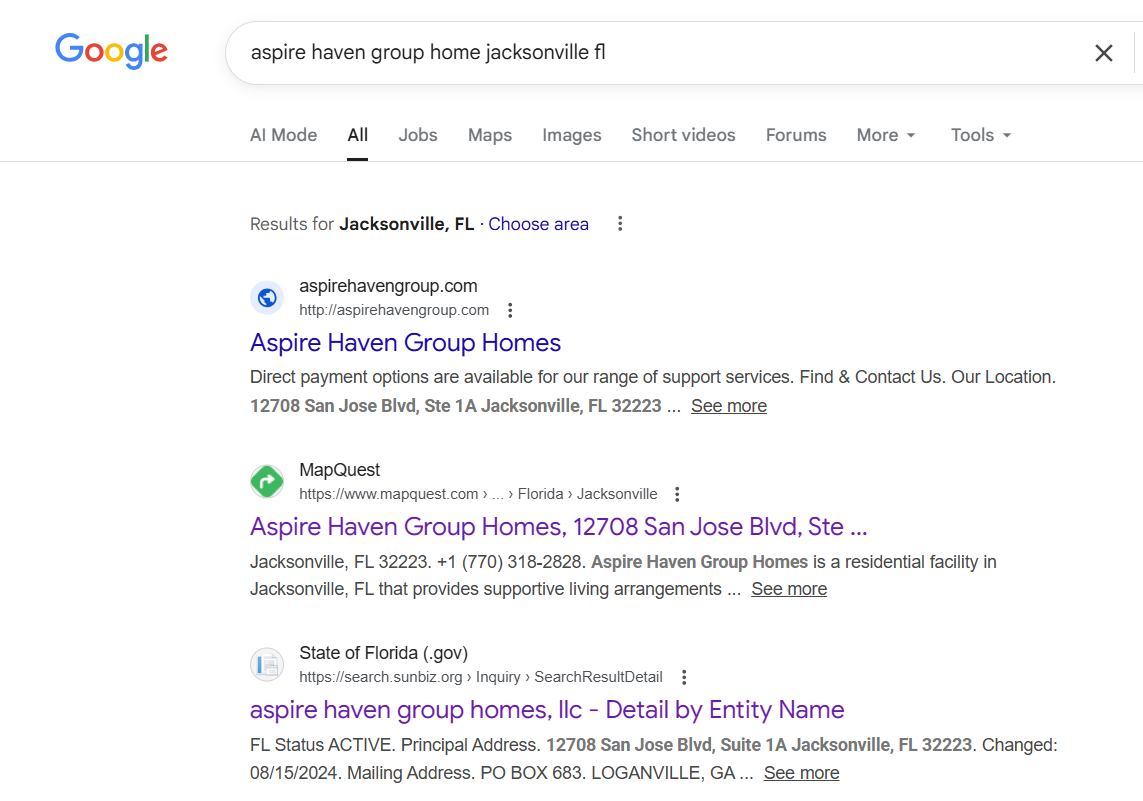 Google
aspire haven group home jacksonville fl
AI Mode All Jobs Maps Images Short videos Forums More Tools
Results for Jacksonville, FL · Choose area
aspirehavengroup.com
http://aspirehavengroup.com
Aspire Haven Group Homes
Direct payment options are available for our range of support services. Find & Contact Us. Our Location.
12708 San Jose Blvd, Ste 1A Jacksonville, FL 32223 ... See more
MapQuest
https://www.mapquest.com › ... › Florida › Jacksonville
Aspire Haven Group Homes, 12708 San Jose Blvd, Ste ...
Jacksonville, FL 32223. +1 (770) 318-2828. Aspire Haven Group Homes is a residential facility in
Jacksonville, FL that provides supportive living arrangements ... See more
State of Florida (.gov)
https://search.sunbiz.org › Inquiry › SearchResultDetail
aspire haven group homes, llc - Detail by Entity Name
FL Status ACTIVE. Principal Address. 12708 San Jose Blvd, Suite 1A Jacksonville, FL 32223. Changed:
08/15/2024. Mailing Address. PO BOX 683. LOGANVILLE, GA ... See more